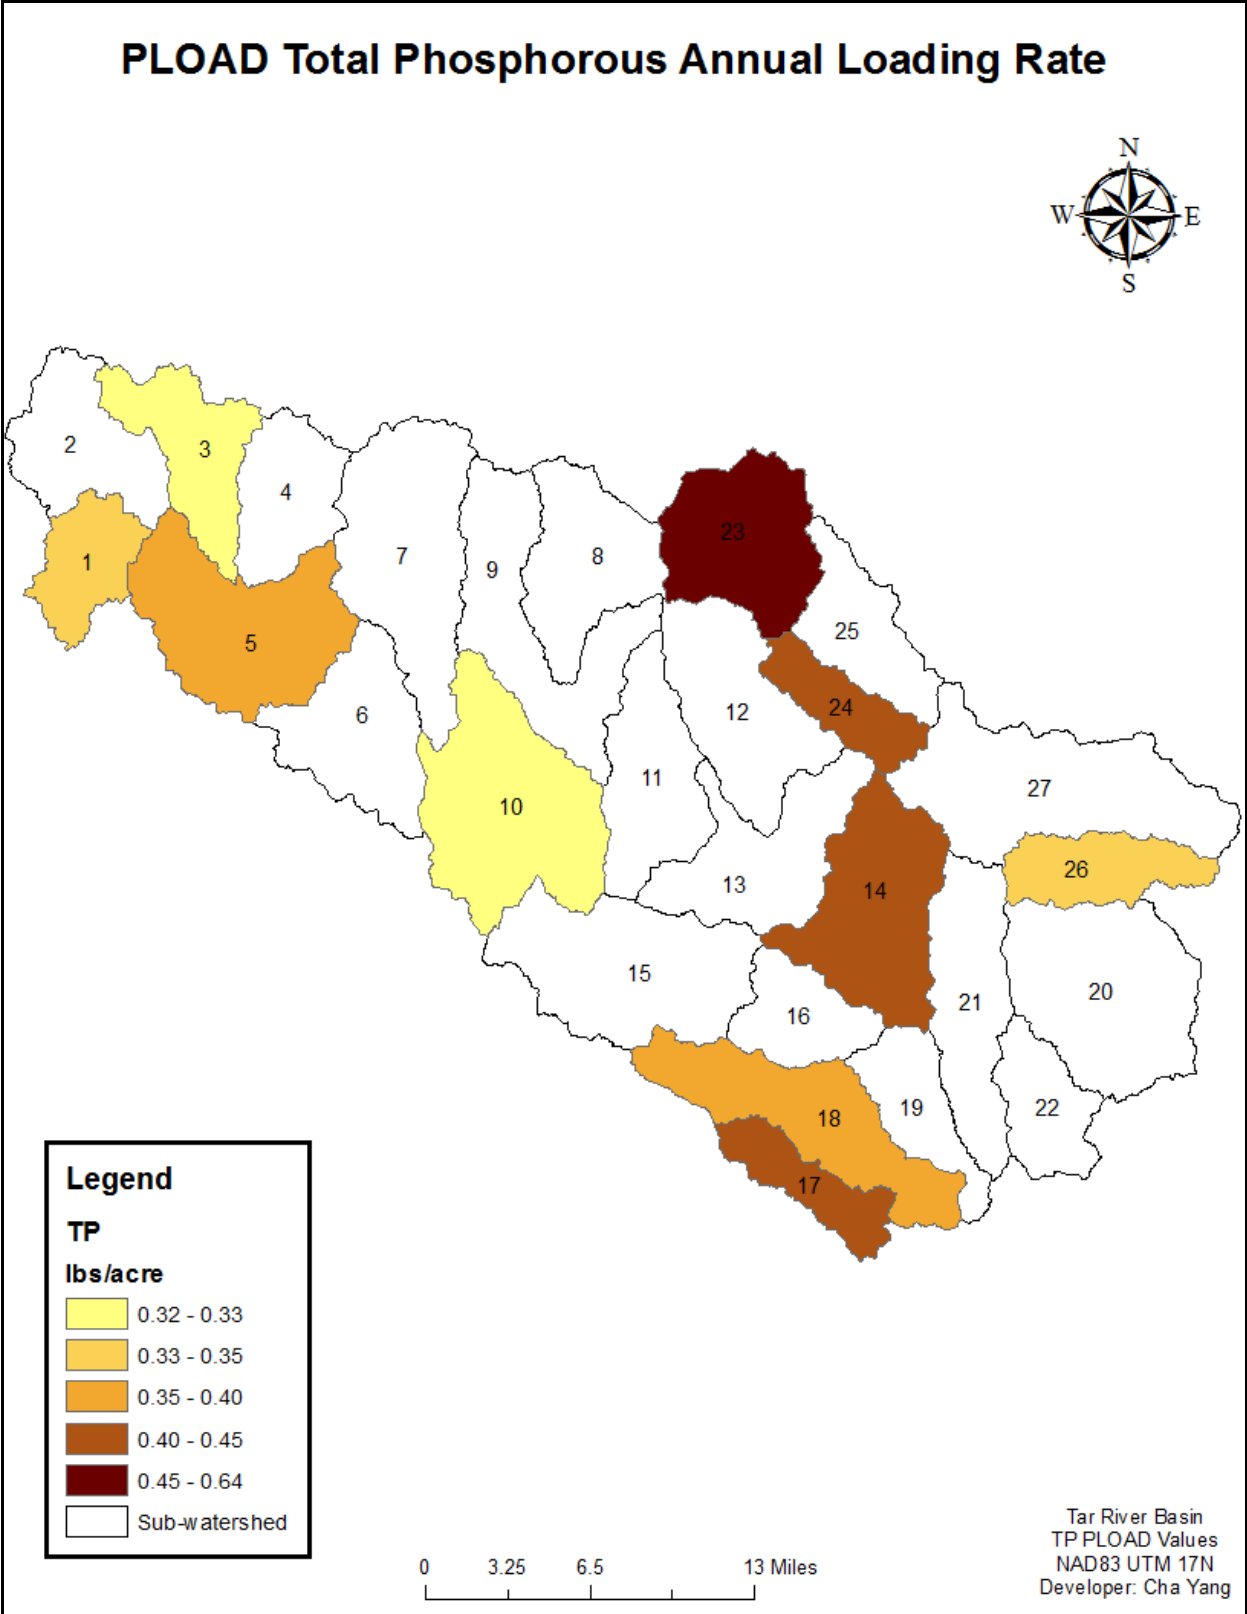 PLOAD Total Phosphorous Annual Loading Rate
N
W E
S
2
3
4
1
7
9
8
23
5
25
6
12
24
11
10
27
13
14
26
15
16
21
20
18
19
22
17
Legend
TP
lbs/acre
0.32 - 0.33
0.33 - 0.35
0.35 - 0.40
0.40 - 0.45
0.45 - 0.64
Sub-watershed
0 3.25 6.5 13 Miles
Tar River Basin
TP PLOAD Values
NAD83 UTM 17N
Developer: Cha Yang